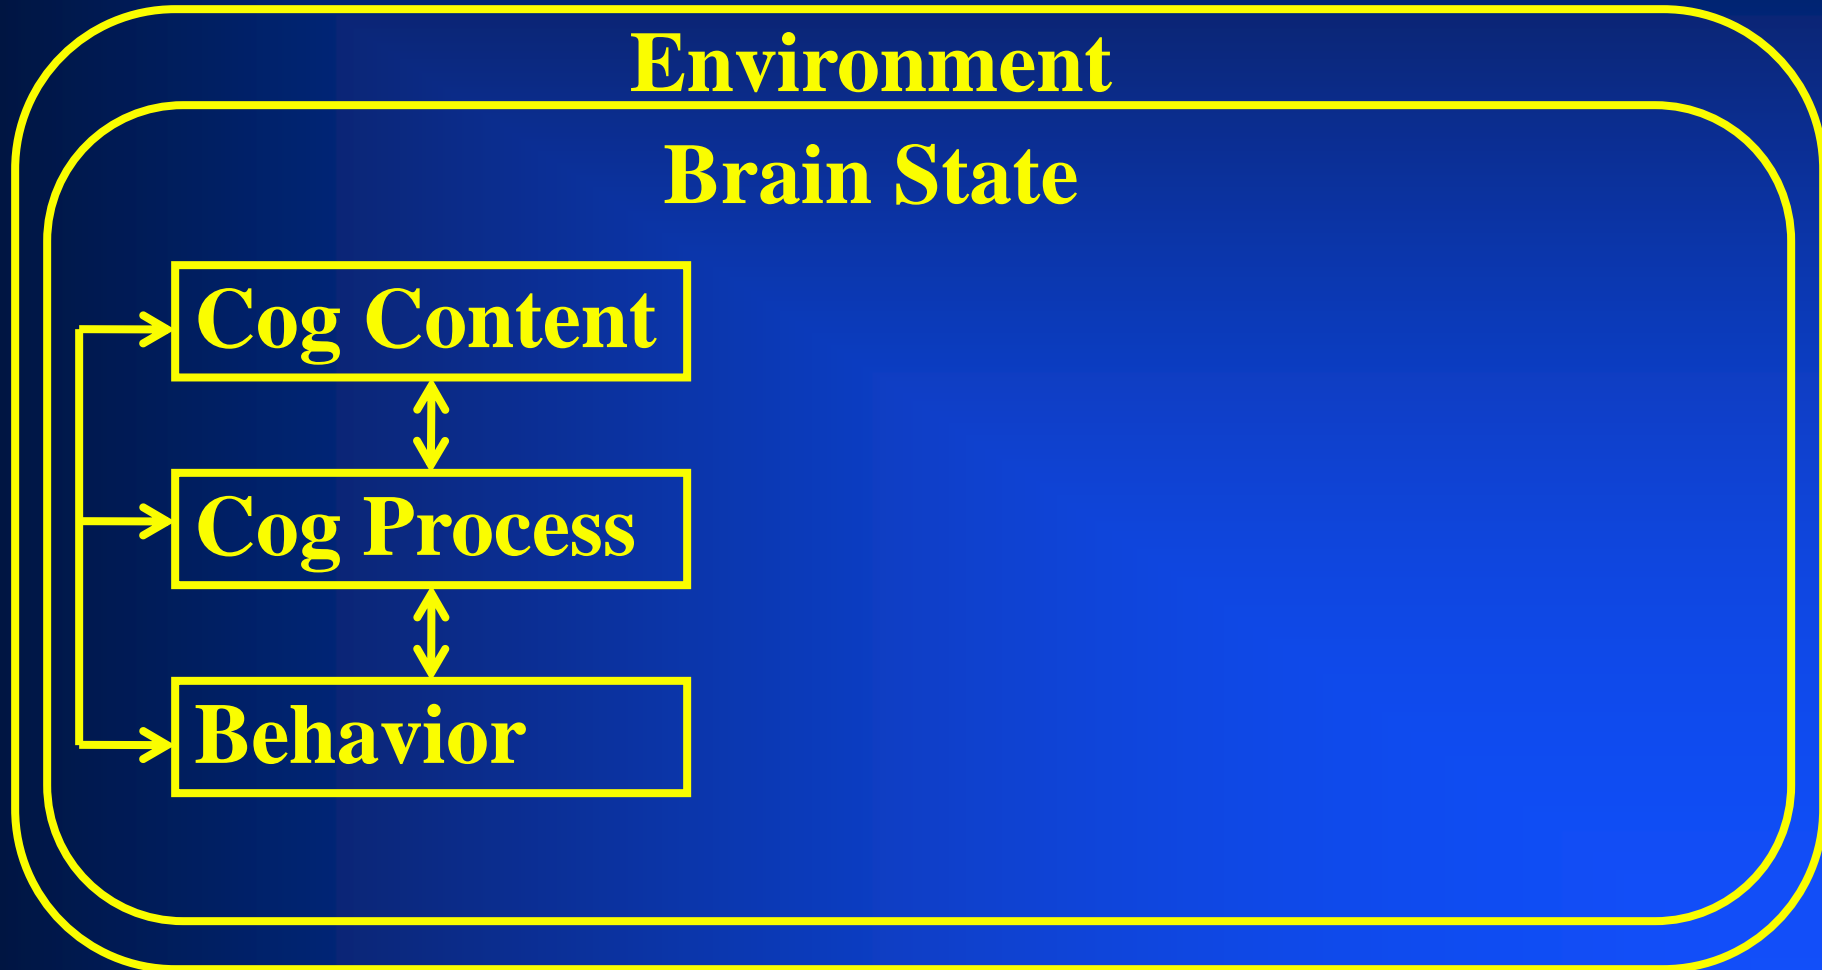 Environment
Brain State
Cog Content
Cog Process
Behavior